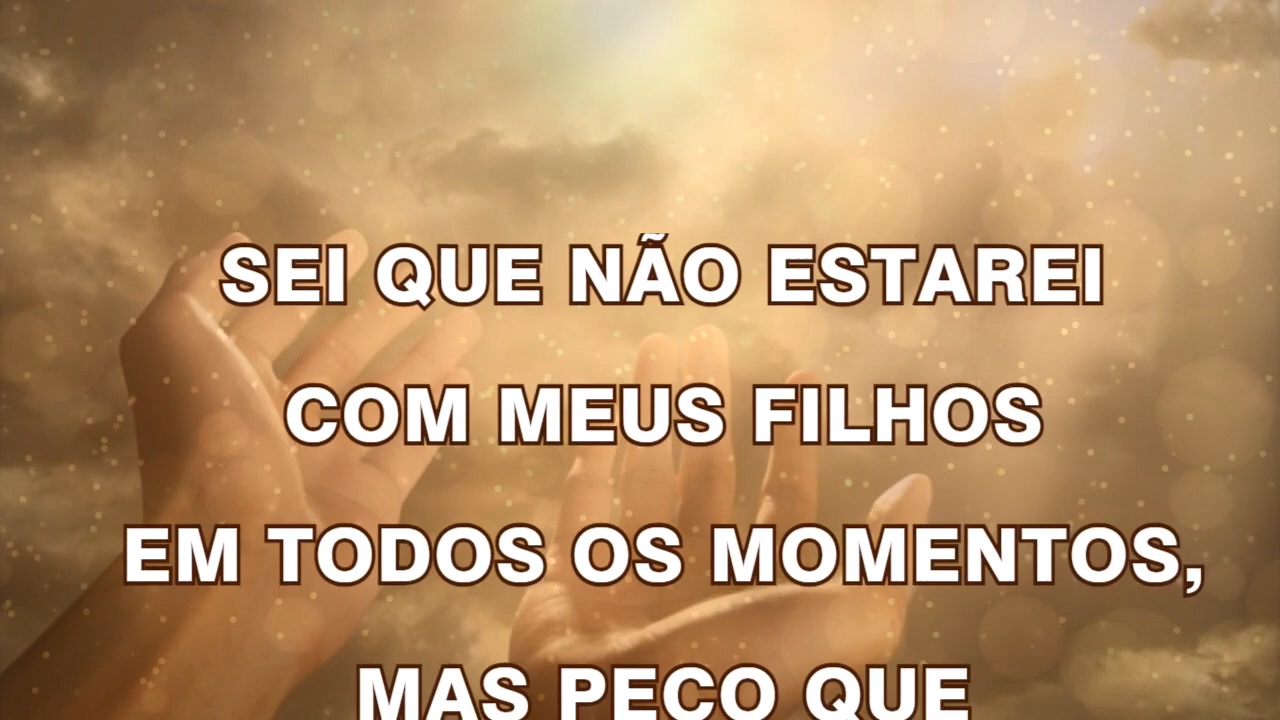 SEI QUE NÃO ESTAREI
COM MEUS FILHOS
EM TODOS OS MOMENTOS,
MAS PEÇO QUE